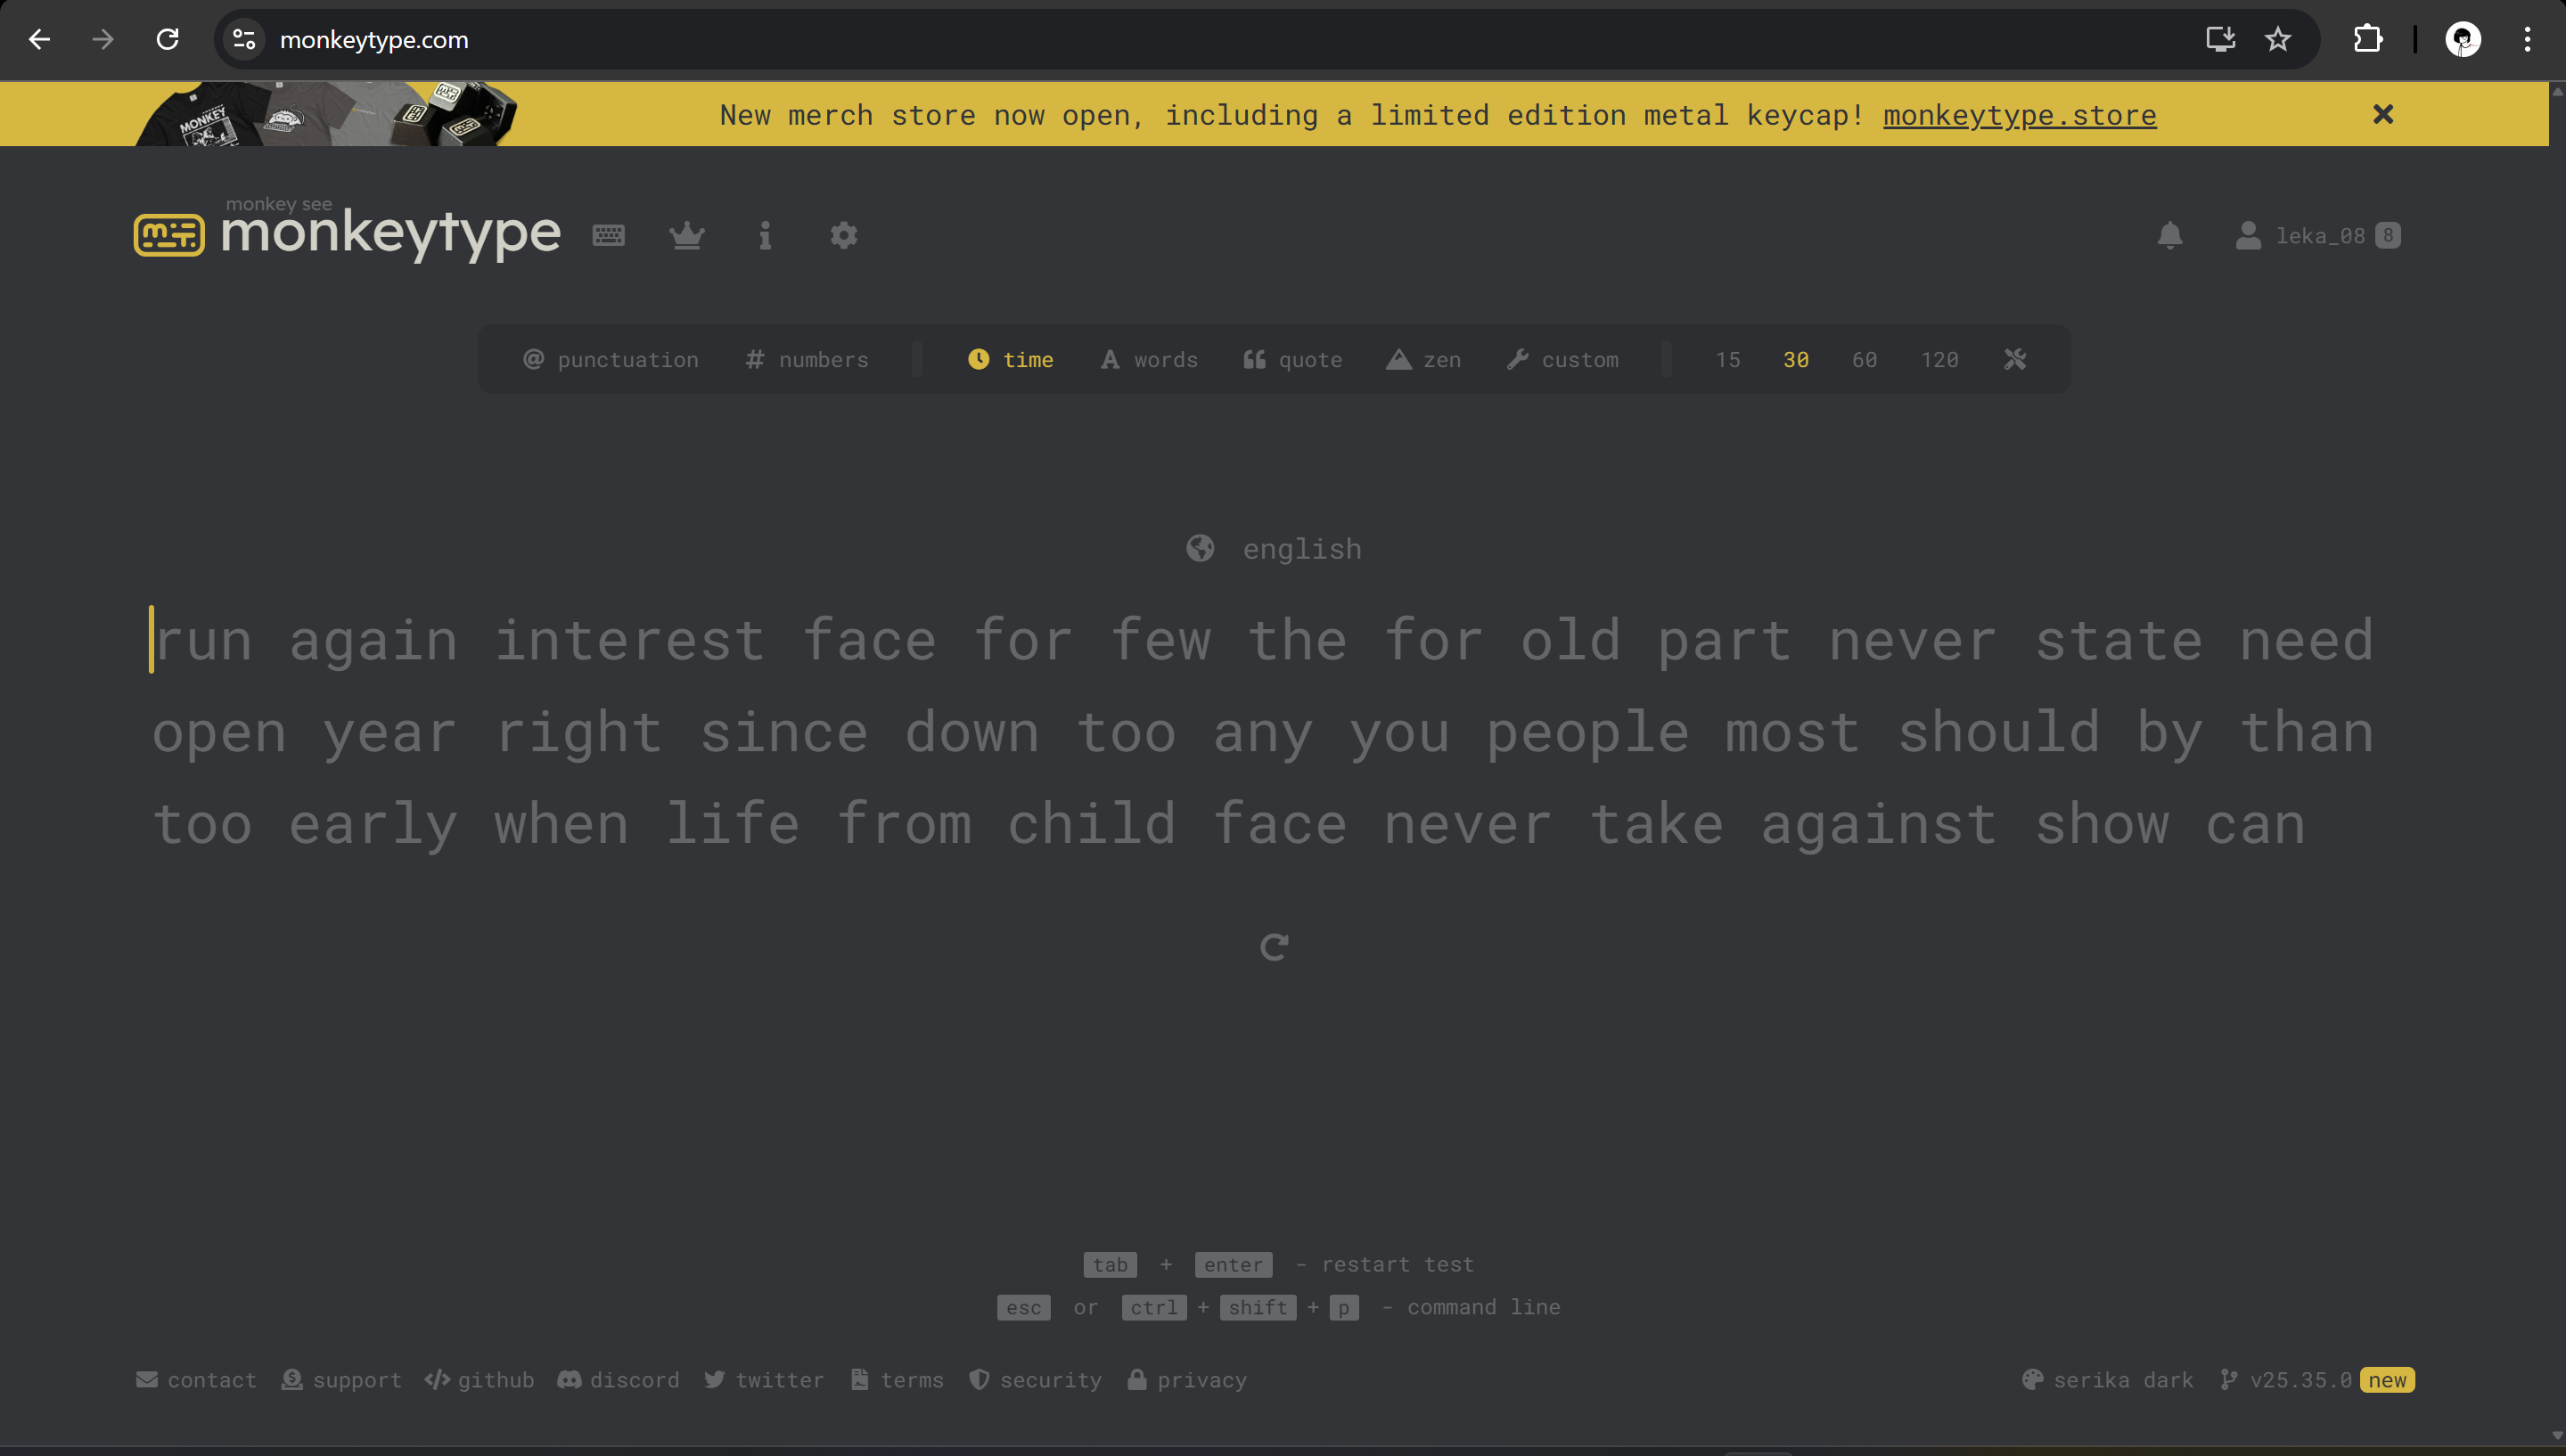 monkeytype.com
New merch store now open, including a limited edition metal keycap! monkeytype.store
monkey see
monkeytype
leka_08 8
@ punctuation # numbers time A words quote zen custom 15 30 60 120
english
run again interest face for few the for old part never state need
open year right since down too any you people most should by than
too early when life from child face never take against show can
tab + enter - restart test
esc or ctrl + shift + p - command line
contact support github discord twitter terms security privacy serika dark v25.35.0 new